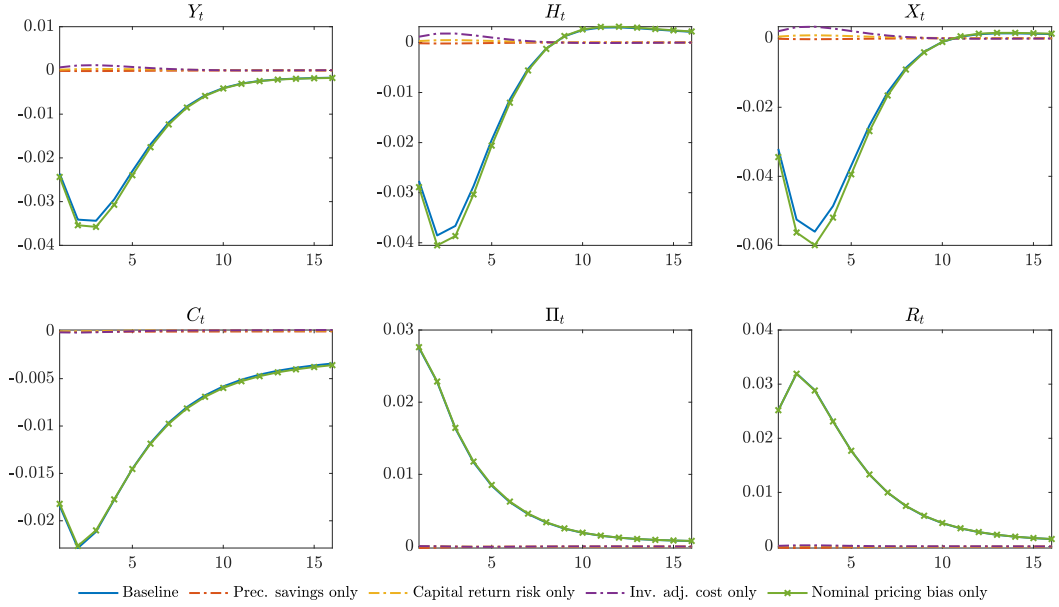 Y_t
H_t
X_t
0.01
0
-0.01
-0.02
-0.03
-0.04
5 10 15
0
-0.01
-0.02
-0.03
-0.04
5 10 15
0
-0.02
-0.04
-0.06
5 10 15
C_t
Π_t
R_t
0
-0.005
-0.01
-0.015
-0.02
5 10 15
0.03
0.02
0.01
0
5 10 15
0.04
0.03
0.02
0.01
0
5 10 15
Baseline Prec. savings only Capital return risk only Inv. adj. cost only Nominal pricing bias only